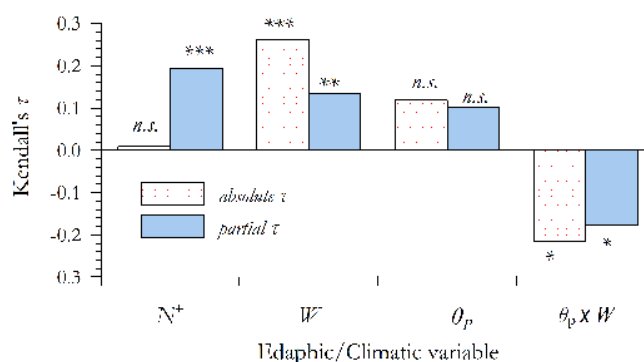 0.3
0.2
0.1
0.0
-0.1
-0.2
0.3
Kendall's τ
n.s.
***
***
**
n.s.
n.s.
*
*
absolute τ
partial τ
N⁺
W⁻
θₚ
θₚ x W
Edaphic/Climatic variable